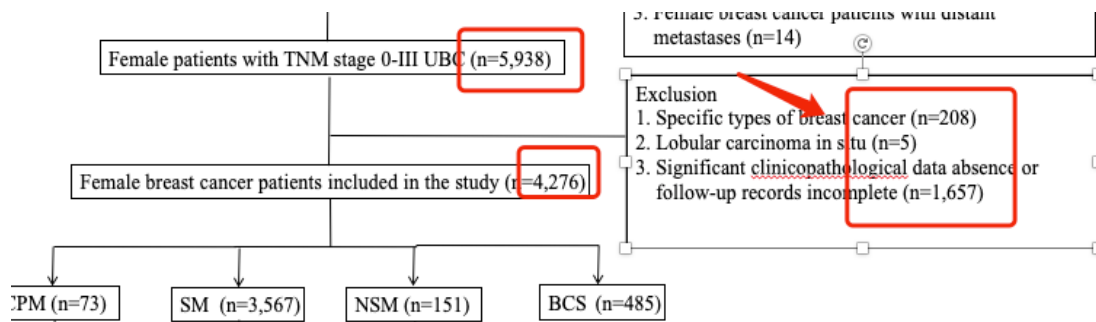 3. Female breast cancer patients with distant
metastases (n=14)
Female patients with TNM stage 0-III UBC (n=5,938)
Exclusion
1. Specific types of breast cancer (n=208)
2. Lobular carcinoma in situ (n=5)
3. Significant clinicopathological data absence or
follow-up records incomplete (n=1,657)
Female breast cancer patients included in the study (n=4,276)
CPM (n=73)
SM (n=3,567)
NSM (n=151)
BCS (n=485)